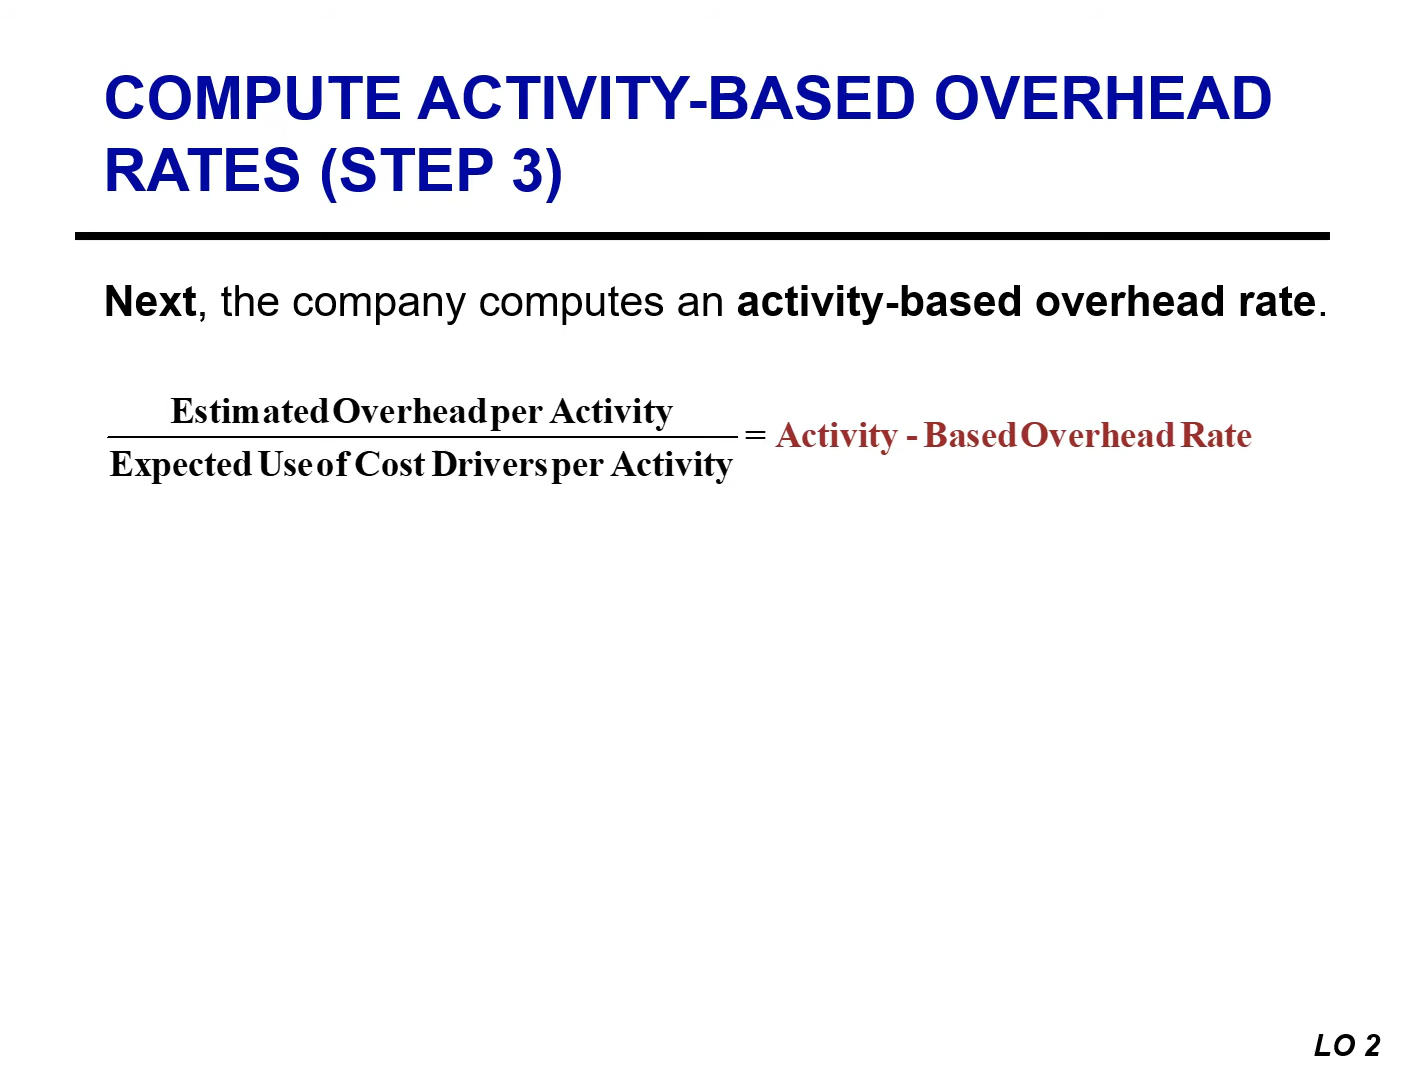 COMPUTE ACTIVITY-BASED OVERHEAD
RATES (STEP 3)
Next, the company computes an activity-based overhead rate.
Estimated Overhead per Activity
Expected Use of Cost Drivers per Activity
= Activity - Based Overhead Rate
LO 2